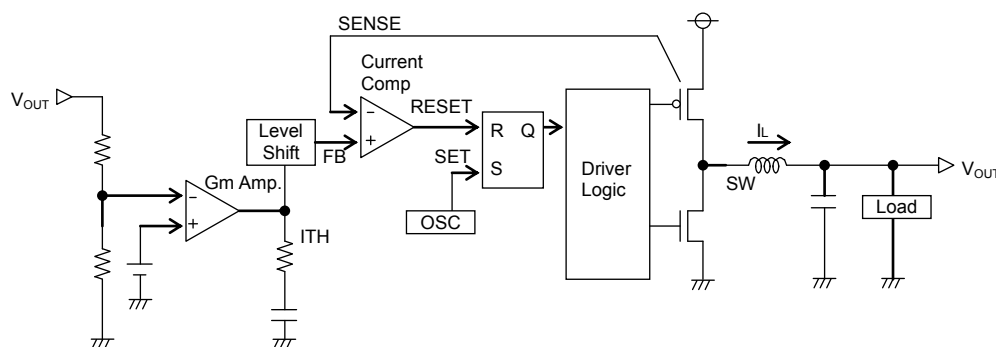 SENSE
Current
Comp
VOUT
RESET
Level
Shift
FB
-
+
R Q
S
SET
OSC
Gm Amp.
-
+
ITH
Driver
Logic
IL
SW
VOUT
Load